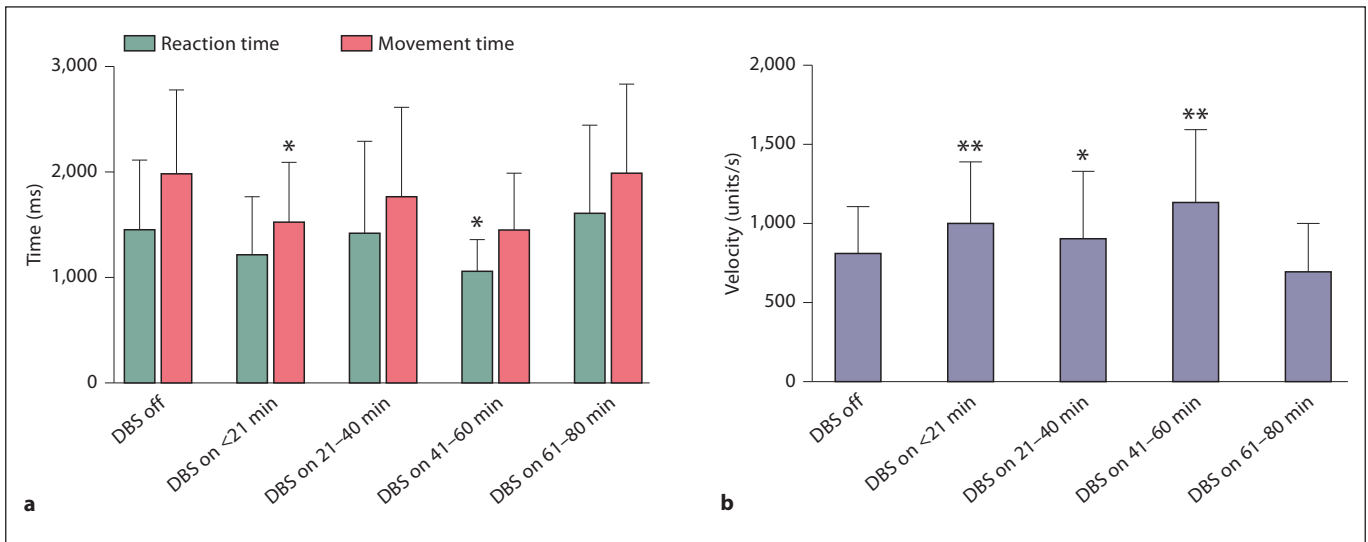 Reaction time Movement time
3,000
2,000
1,000
0
Time (ms)
*
*
DBS off
DBS on <21 min
DBS on 21–40 min
DBS on 41–60 min
DBS on 61–80 min
a
2,000
1,500
1,000
500
0
Velocity (units/s)
**
*
**
DBS off
DBS on <21 min
DBS on 21–40 min
DBS on 41–60 min
DBS on 61–80 min
b